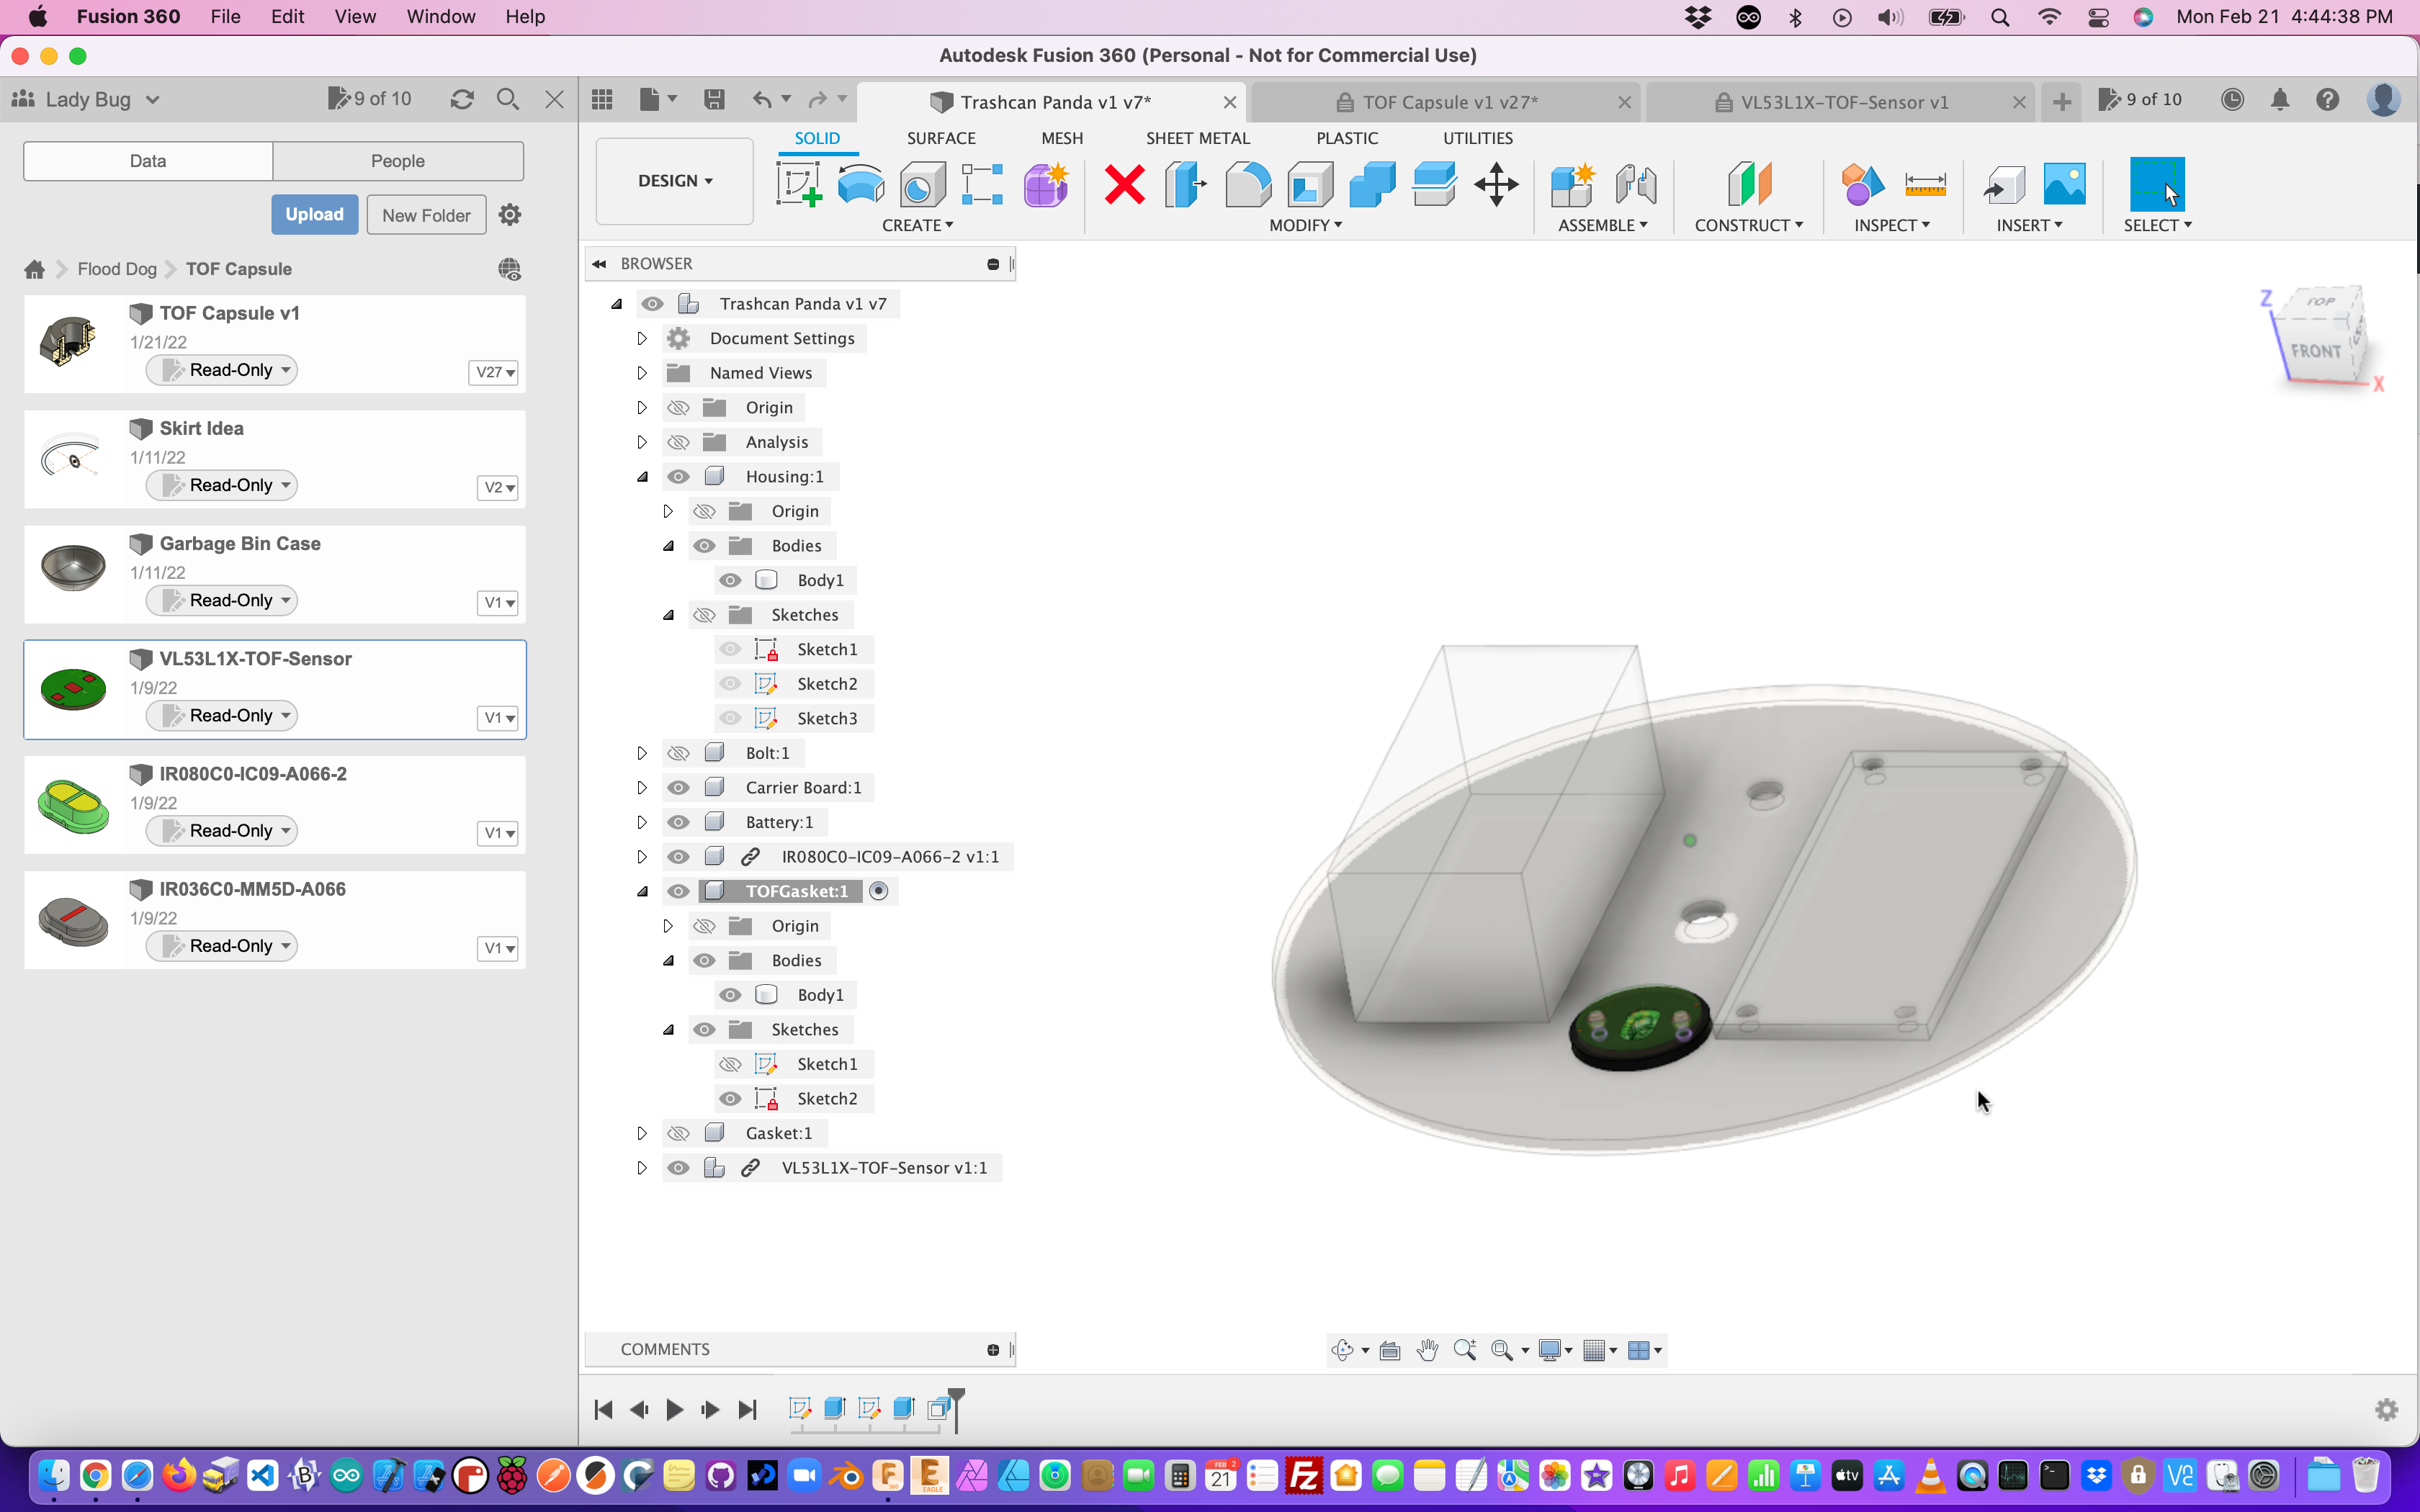 Fusion 360 File Edit View Window Help Mon Feb 21 4:44:38 PM
Autodesk Fusion 360 (Personal - Not for Commercial Use)
Lady Bug 9 of 10
Trashcan Panda v1 v7* TOF Capsule v1 v27* VL53L1X-TOF-Sensor v1 9 of 10
Data People
Upload New Folder
Flood Dog TOF Capsule
TOF Capsule v1
1/21/22
Read-Only V27
Skirt Idea
1/11/22
Read-Only V2
Garbage Bin Case
1/11/22
Read-Only V1
VL53L1X-TOF-Sensor
1/9/22
Read-Only V1
IR080C0-IC09-A066-2
1/9/22
Read-Only V1
IR036C0-MM5D-A066
1/9/22
Read-Only V1
DESIGN
SOLID SURFACE MESH SHEET METAL PLASTIC UTILITIES
CREATE MODIFY ASSEMBLE CONSTRUCT INSPECT INSERT SELECT
BROWSER
Trashcan Panda v1 v7
Document Settings
Named Views
Origin
Analysis
Housing:1
Origin
Bodies
Body1
Sketches
Sketch1
Sketch2
Sketch3
Bolt:1
Carrier Board:1
Battery:1
IR080C0-IC09-A066-2 v1:1
TOFGasket:1
Origin
Bodies
Body1
Sketches
Sketch1
Sketch2
Gasket:1
VL53L1X-TOF-Sensor v1:1
Z TOP
FRONT
X
COMMENTS
FEB 2
21
Fz
E
EAGLE
tv